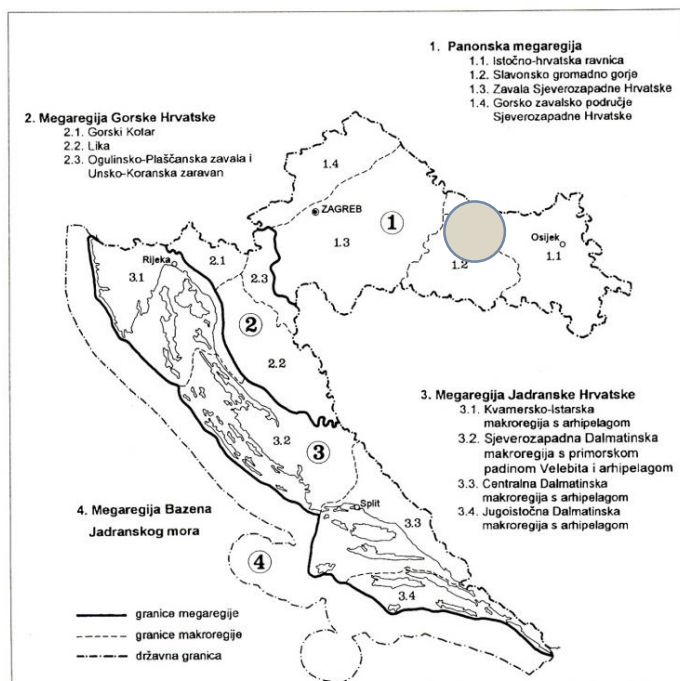 1. Panonska megaregija
1.1. Istočno-hrvatska ravnica
1.2. Slavonsko gromadno gorje
1.3. Zavala Sjeverozapadne Hrvatske
1.4. Gorsko zavalsko područje
Sjeverozapadne Hrvatske
2. Megaregija Gorske Hrvatske
2.1. Gorski Kotar
2.2. Lika
2.3. Ogulinsko-Plaščanska zavala i
Unsko-Koranska zaravan
1.4
ZAGREB
1
1.3
Osijek
1.1
1.2
Rijeka
3.1
2.1
2.3
2
2.2
3. Megaregija Jadranske Hrvatske
3.1. Kvarnersko-Istarska
makroregija s arhipelagom
3.2. Sjeverozapadna Dalmatinska
makroregija s primorskom
padinom Velebita i arhipelagom
3.3. Centralna Dalmatinska
makroregija s arhipelagom
3.4. Jugoistočna Dalmatinska
makroregija s arhipelagom
3.2
3
4. Megaregija Bazena
Jadranskog mora
Split
3.3
4
3.4
granice megaregije
granice makroregije
državna granica